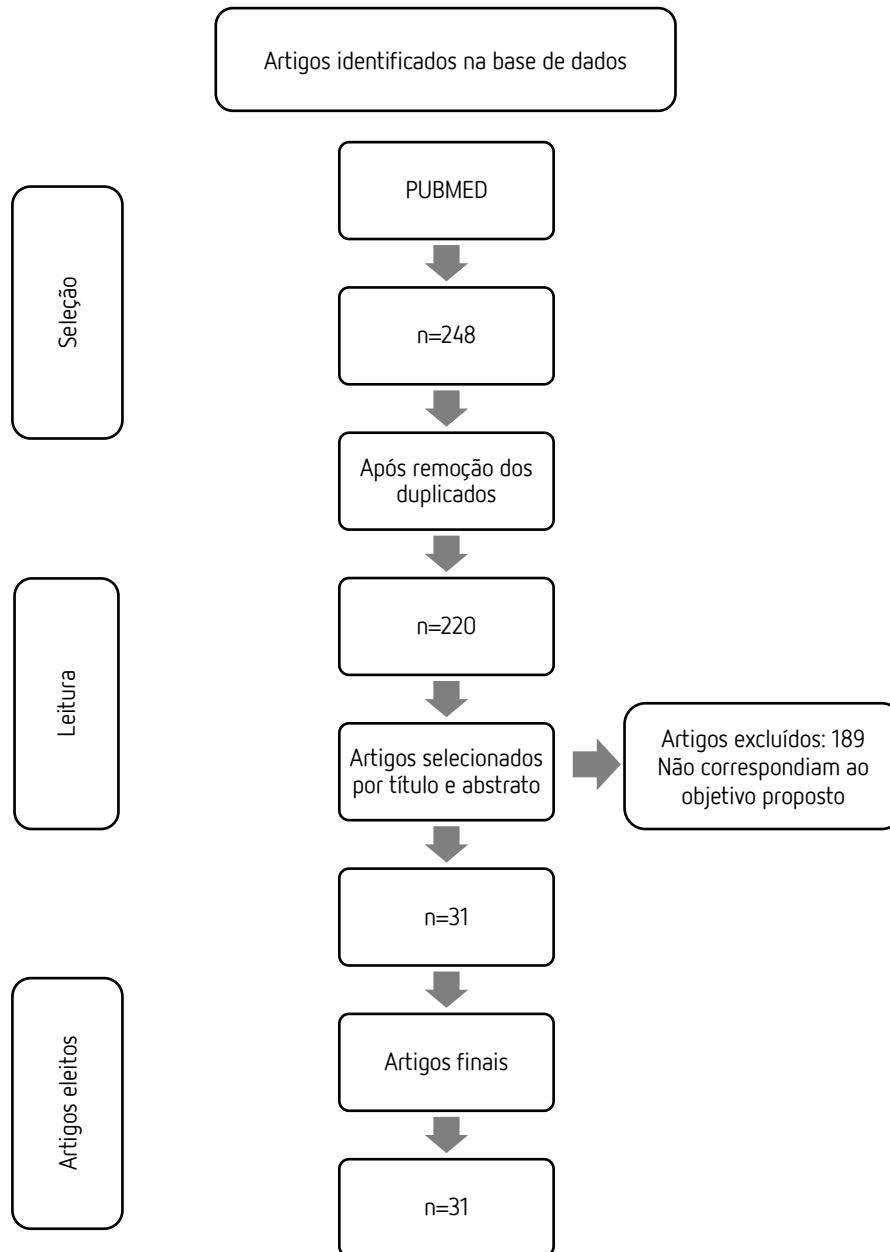 Artigos identificados na base de dados
PUBMED
Seleção
n=248
Após remoção dos
duplicados
n=220
Leitura
Artigos selecionados
por título e abstrato
Artigos excluídos: 189
Não correspondiam ao
objetivo proposto
n=31
Artigos eleitos
Artigos finais
n=31